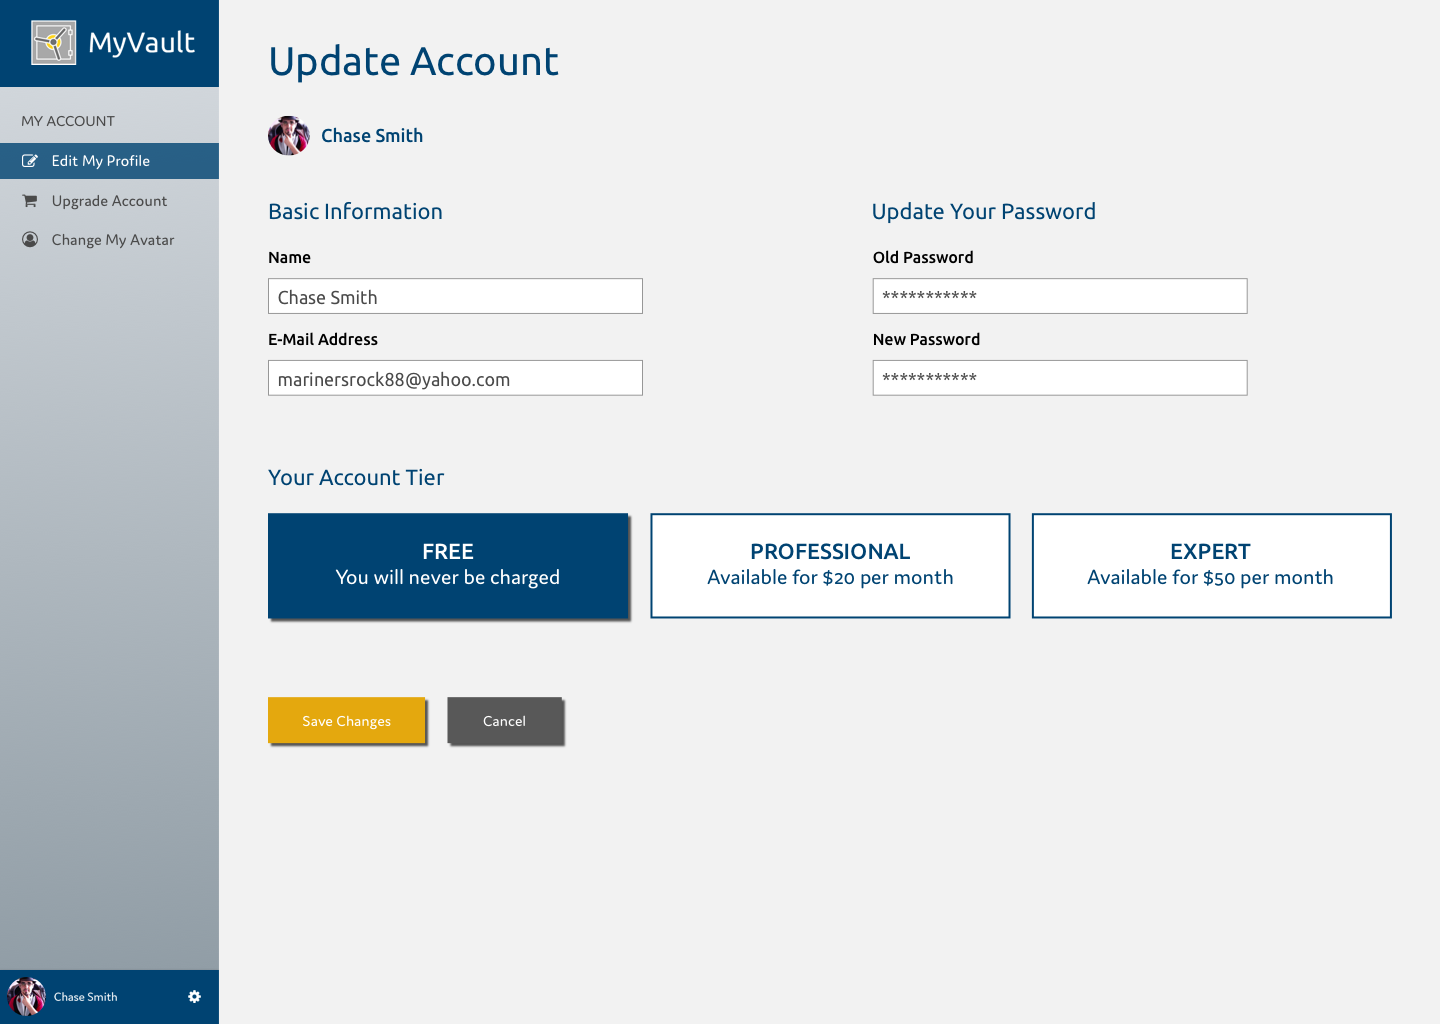 MyVault
MY ACCOUNT
Edit My Profile
Upgrade Account
Change My Avatar
Chase Smith
Update Account
Chase Smith
Basic Information
Name
Chase Smith
E-Mail Address
marinersrock88@yahoo.com
Update Your Password
Old Password
***********
New Password
***********
Your Account Tier
FREE
You will never be charged
PROFESSIONAL
Available for $20 per month
EXPERT
Available for $50 per month
Save Changes
Cancel